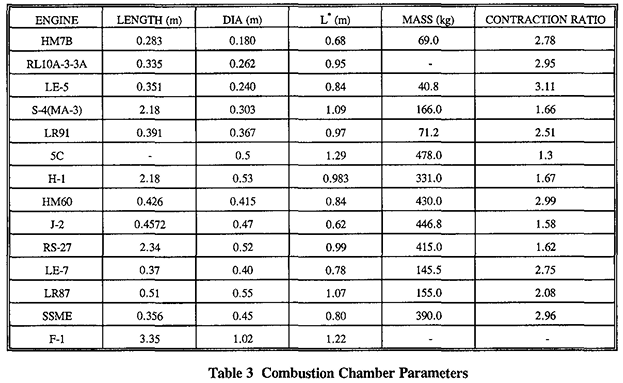 ENGINE LENGTH (m) DIA (m) L* (m) MASS (kg) CONTRACTION RATIO
HM7B 0.283 0.180 0.68 69.0 2.78
RL10A-3-3A 0.335 0.262 0.95 - 2.95
LE-5 0.351 0.240 0.84 40.8 3.11
S-4(MA-3) 2.18 0.303 1.09 166.0 1.66
LR91 0.391 0.367 0.97 71.2 2.51
5C - 0.5 1.29 478.0 1.3
H-1 2.18 0.53 0.983 331.0 1.67
HM60 0.426 0.415 0.84 430.0 2.99
J-2 0.4572 0.47 0.62 446.8 1.58
RS-27 2.34 0.52 0.99 415.0 1.62
LE-7 0.37 0.40 0.78 145.5 2.75
LR87 0.51 0.55 1.07 155.0 2.08
SSME 0.356 0.45 0.80 390.0 2.96
F-1 3.35 1.02 1.22 - -
Table 3 Combustion Chamber Parameters